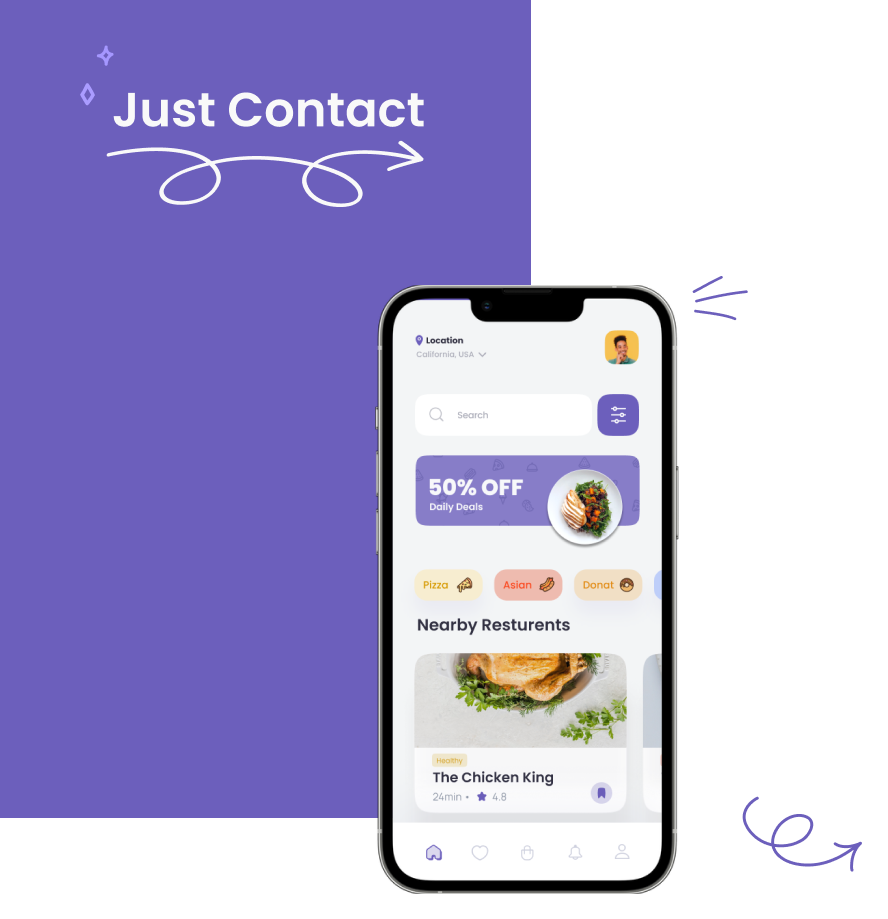 Just Contact
Location
California, USA
Search
50% OFF
Daily Deals
Pizza
Asian
Donat
Nearby Resturents
Healthy
The Chicken King
24min • 4.8